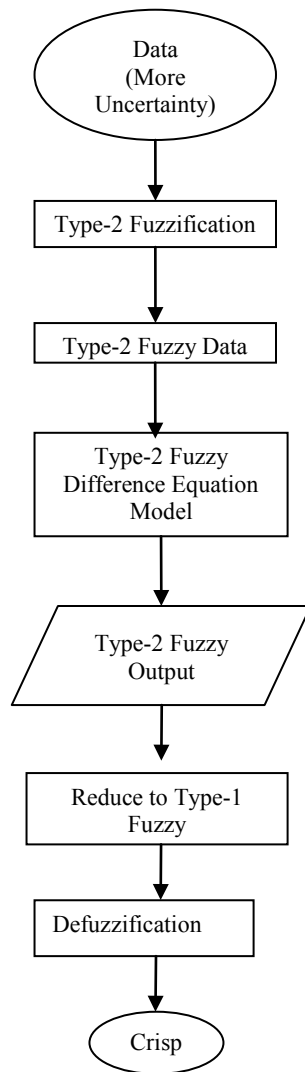 Data
(More
Uncertainty)
Type-2 Fuzzification
Type-2 Fuzzy Data
Type-2 Fuzzy
Difference Equation
Model
Type-2 Fuzzy
Output
Reduce to Type-1
Fuzzy
Defuzzification
Crisp